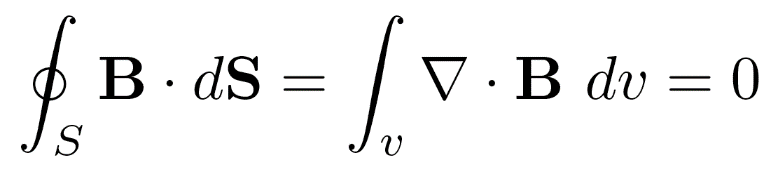 ∮_S 𝐁 · d𝐒 = ∫_v ∇ · 𝐁 dv = 0